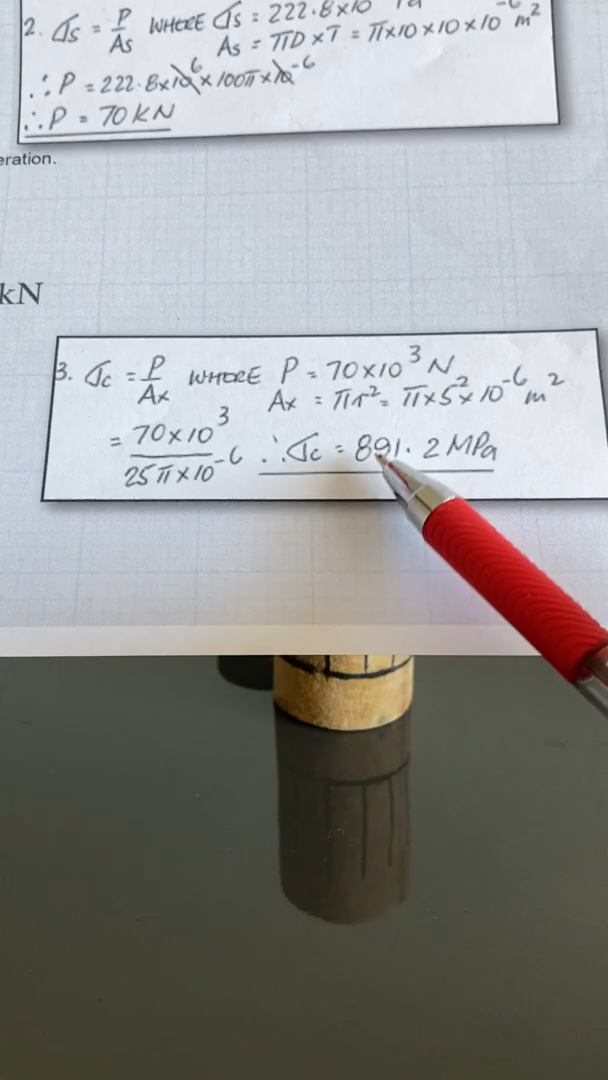 2. σs = P/As WHERE σs = 222.8×10 Pa
As = πD×T = π×10×10×10⁻⁶ m²
∴ P = 222.8×10⁶×100π×10⁻⁶
∴ P = 70 KN
eration.
kN
3. σc = P/Ax WHERE P = 70×10³ N
Ax = πr² = π×5²×10⁻⁶ m²
= 70×10³/25π×10⁻⁶ ∴ σc = 891.2 MPa